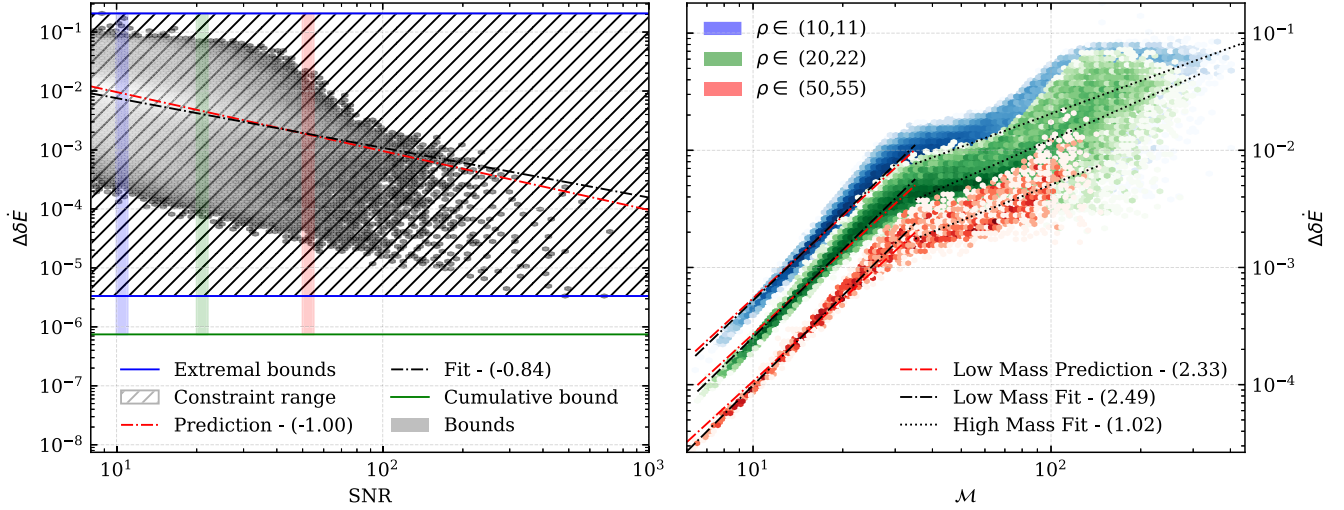 10⁻¹
10⁻²
10⁻³
10⁻⁴
10⁻⁵
10⁻⁶
10⁻⁷
10⁻⁸
ΔδĖ
Extremal bounds
Constraint range
Prediction - (-1.00)
Fit - (-0.84)
Cumulative bound
Bounds
10¹ 10² 10³
SNR
ρ ∈ (10,11)
ρ ∈ (20,22)
ρ ∈ (50,55)
Low Mass Prediction - (2.33)
Low Mass Fit - (2.49)
High Mass Fit - (1.02)
10⁻¹
10⁻²
10⁻³
10⁻⁴
ΔδĖ
10¹ 10²
ℳ